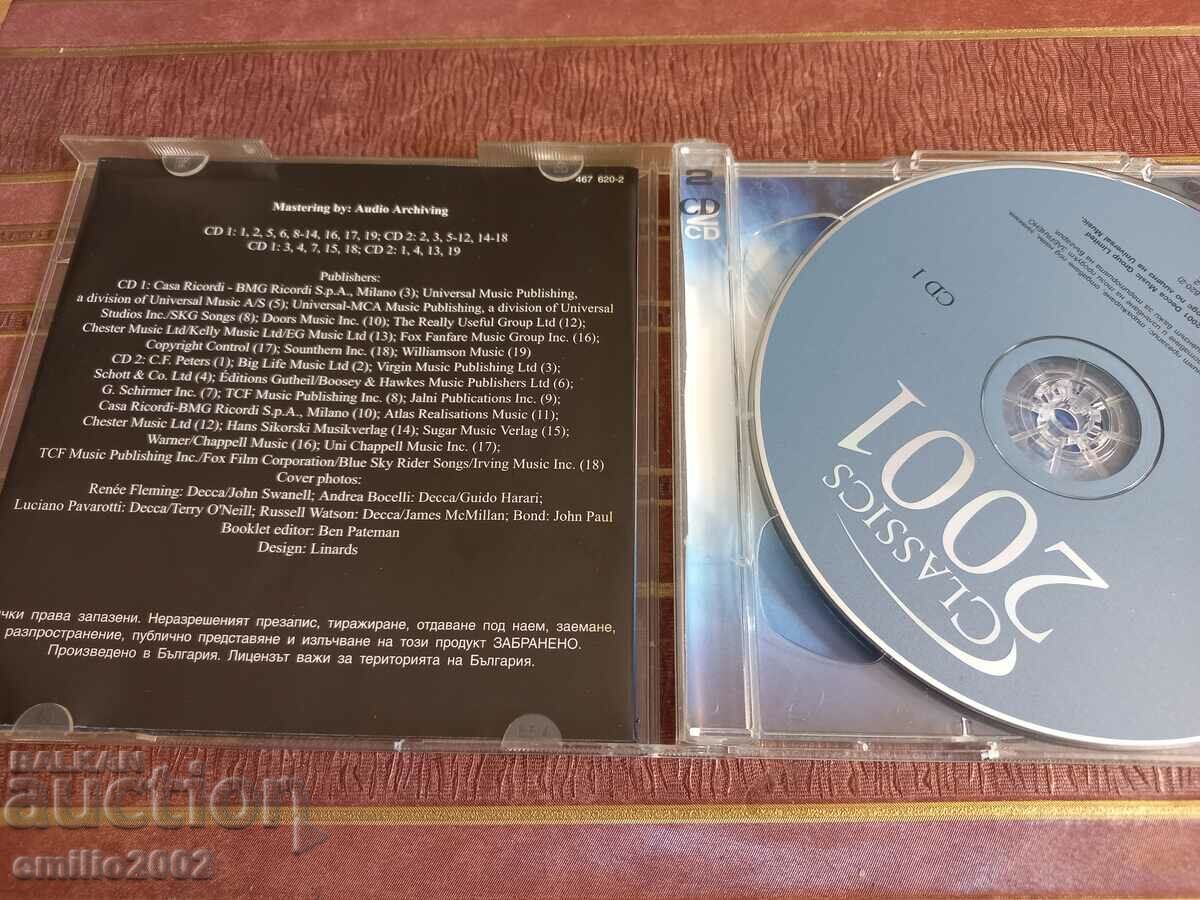 467 620-2
Mastering by: Audio Archiving
CD 1: 1, 2, 5, 6, 8-14, 16, 17, 19; CD 2: 2, 3, 5-12, 14-18
CD 1: 3, 4, 7, 15, 18; CD 2: 1, 4, 13, 19
Publishers:
CD 1: Casa Ricordi - BMG Ricordi S.p.A., Milano (3); Universal Music Publishing,
a division of Universal Music A/S (5); Universal-MCA Music Publishing, a division of Universal
Studios Inc./SKG Songs (8); Doors Music Inc. (10); The Really Useful Group Ltd (12);
Chester Music Ltd/Kelly Music Ltd/EG Music Ltd (13); Fox Fanfare Music Group Inc. (16);
Copyright Control (17); Sounthern Inc. (18); Williamson Music (19)
CD 2: C.F. Peters (1); Big Life Music Ltd (2); Virgin Music Publishing Ltd (3);
Schott & Co. Ltd (4); Éditions Gutheil/Boosey & Hawkes Music Publishers Ltd (6);
G. Schirmer Inc. (7); TCF Music Publishing Inc. (8); Jalni Publications Inc. (9);
Casa Ricordi-BMG Ricordi S.p.A., Milano (10); Atlas Realisations Music (11);
Chester Music Ltd (12); Hans Sikorski Musikverlag (14); Sugar Music Verlag (15);
Warner/Chappell Music (16); Uni Chappell Music Inc. (17);
TCF Music Publishing Inc./Fox Film Corporation/Blue Sky Rider Songs/Irving Music Inc. (18)
Cover photos:
Renée Fleming: Decca/John Swanell; Andrea Bocelli: Decca/Guido Harari;
Luciano Pavarotti: Decca/Terry O'Neill; Russell Watson: Decca/James McMillan; Bond: John Paul
Booklet editor: Ben Pateman
Design: Linards
чки права запазени. Неразрешеният презапис, тиражиране, отдаване под наем, заемане,
разпространение, публично представяне и излъчване на този продукт ЗАБРАНЕНО.
Произведено в България. Лицензът важи за територията на България.
2
CD
2
CD
CD 1
CLASSICS
2001
2001 Decca Music Group Limited
на Universal Music.
BALKAN
auction
emilio2002